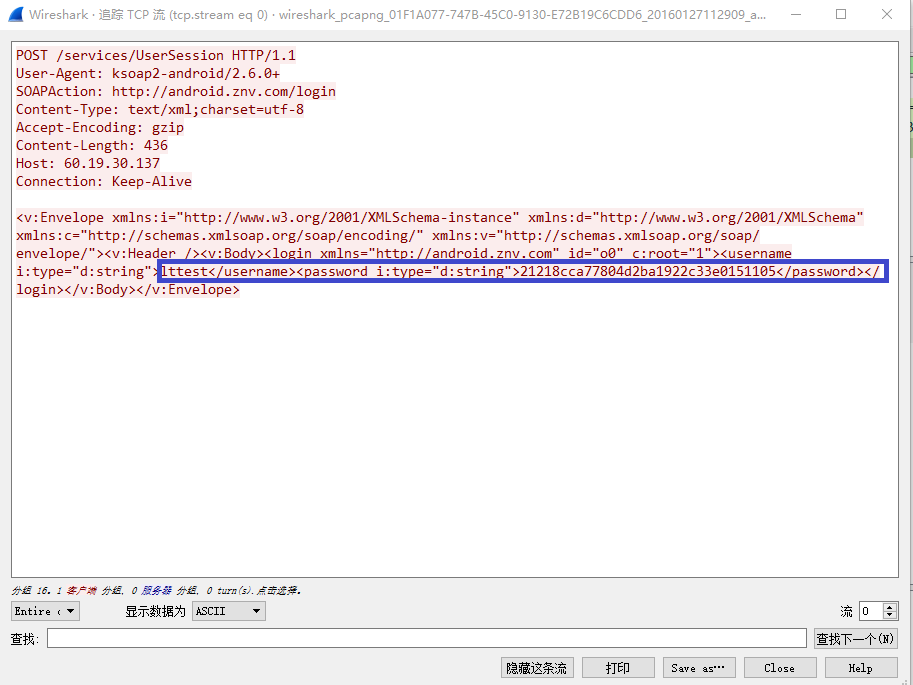 Wireshark · 追踪 TCP 流 (tcp.stream eq 0) · wireshark_pcapng_01F1A077-747B-45C0-9130-E72B19C6CDD6_20160127112909_a...
POST /services/UserSession HTTP/1.1
User-Agent: ksoap2-android/2.6.0+
SOAPAction: http://android.znv.com/login
Content-Type: text/xml;charset=utf-8
Accept-Encoding: gzip
Content-Length: 436
Host: 60.19.30.137
Connection: Keep-Alive
<v:Envelope xmlns:i="http://www.w3.org/2001/XMLSchema-instance" xmlns:d="http://www.w3.org/2001/XMLSchema"
xmlns:c="http://schemas.xmlsoap.org/soap/encoding/" xmlns:v="http://schemas.xmlsoap.org/soap/
envelope/"><v:Header /><v:Body><login xmlns="http://android.znv.com" id="o0" c:root="1"><username
i:type="d:string">lttest</username><password i:type="d:string">21218cca77804d2ba1922c33e0151105</password></
login></v:Body></v:Envelope>
分组 16. 1 客户端 分组, 0 服务器 分组, 0 turn(s).点击选择.
Entire 显示数据为 ASCII 流 0
查找: 查找下一个(N)
隐藏这条流 打印 Save as… Close Help